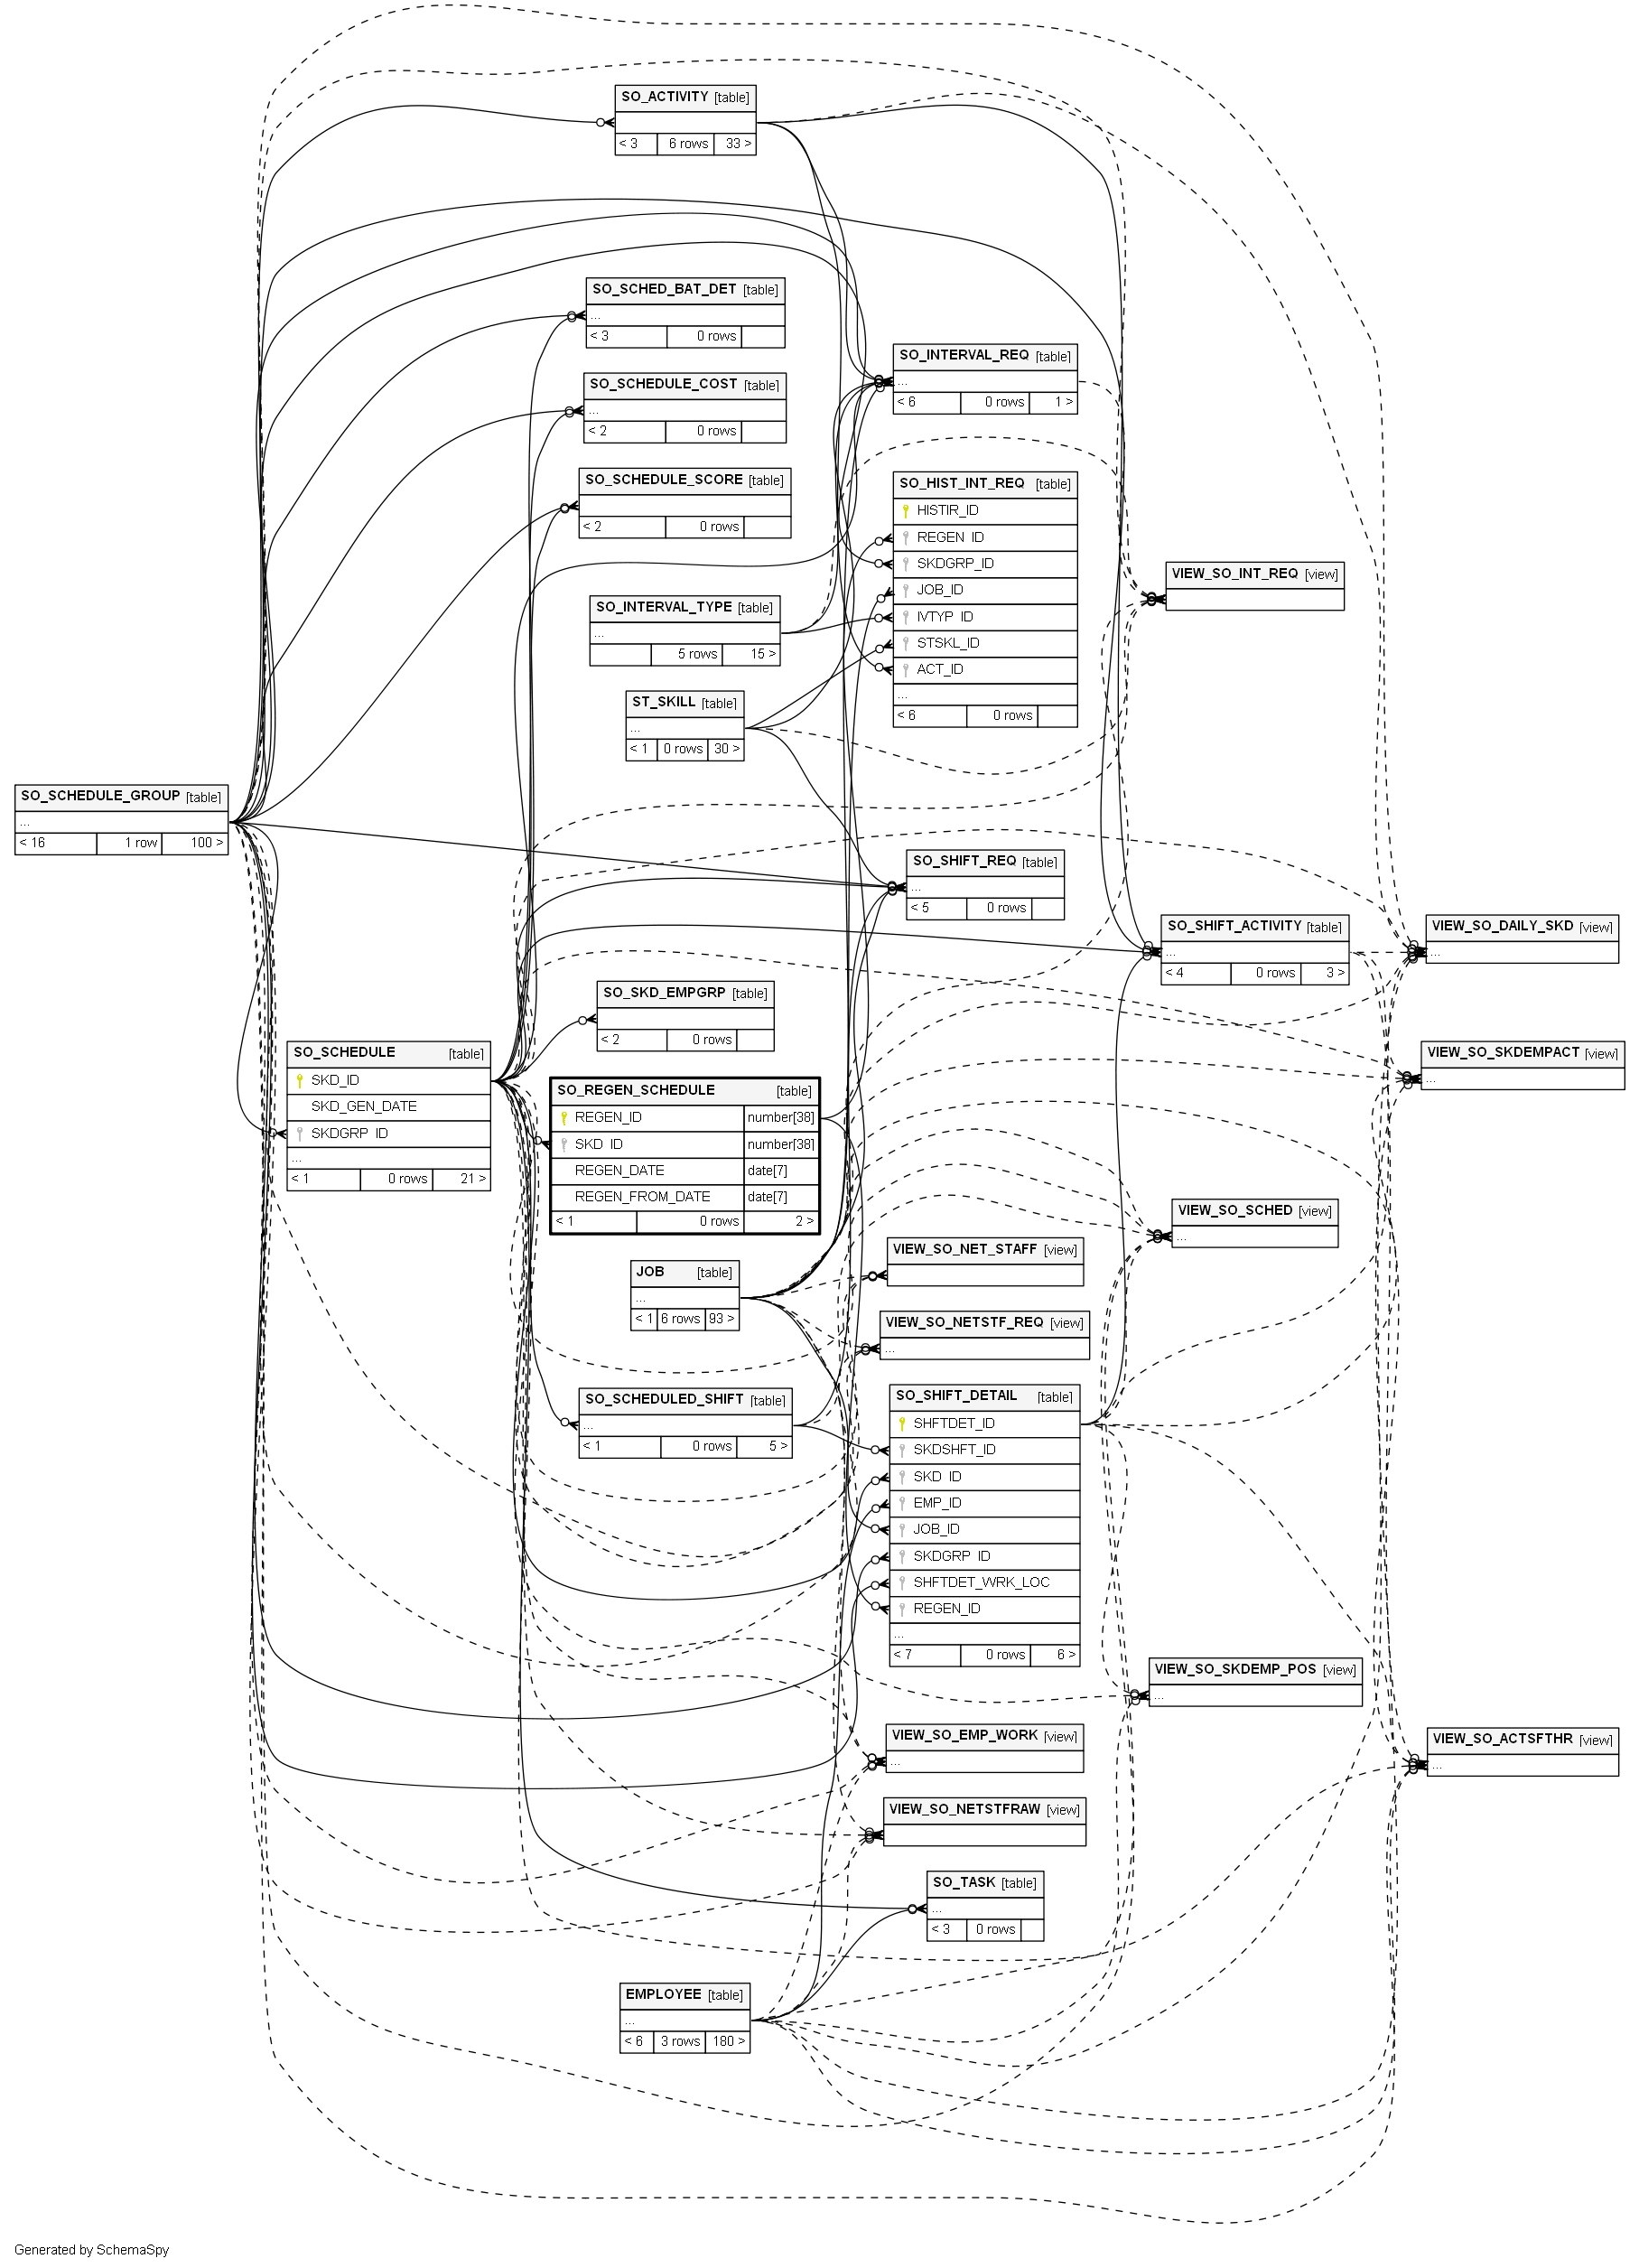 SO_ACTIVITY [table]
< 3 6 rows 33 >
SO_SCHED_BAT_DET [table]
...
< 3 0 rows
SO_SCHEDULE_COST [table]
...
< 2 0 rows
SO_SCHEDULE_SCORE [table]
< 2 0 rows
SO_INTERVAL_REQ [table]
...
< 6 0 rows 1 >
SO_HIST_INT_REQ [table]
HISTIR_ID
REGEN_ID
SKDGRP_ID
JOB_ID
IVTYP_ID
STSKL_ID
ACT_ID
...
< 6 0 rows
VIEW_SO_INT_REQ [view]
SO_INTERVAL_TYPE [table]
...
5 rows 15 >
ST_SKILL [table]
...
< 1 0 rows 30 >
SO_SCHEDULE_GROUP [table]
...
< 16 1 row 100 >
SO_SHIFT_REQ [table]
...
< 5 0 rows
SO_SHIFT_ACTIVITY [table]
...
< 4 0 rows 3 >
VIEW_SO_DAILY_SKD [view]
...
SO_SKD_EMPGRP [table]
< 2 0 rows
VIEW_SO_SKDEMPACT [view]
...
SO_SCHEDULE [table]
SKD_ID
SKD_GEN_DATE
SKDGRP_ID
...
< 1 0 rows 21 >
SO_REGEN_SCHEDULE [table]
REGEN_ID number[38]
SKD_ID number[38]
REGEN_DATE date[7]
REGEN_FROM_DATE date[7]
< 1 0 rows 2 >
VIEW_SO_SCHED [view]
...
JOB [table]
...
< 1 6 rows 93 >
VIEW_SO_NET_STAFF [view]
VIEW_SO_NETSTF_REQ [view]
...
SO_SCHEDULED_SHIFT [table]
...
< 1 0 rows 5 >
SO_SHIFT_DETAIL [table]
SHFTDET_ID
SKDSHFT_ID
SKD_ID
EMP_ID
JOB_ID
SKDGRP_ID
SHFTDET_WRK_LOC
REGEN_ID
...
< 7 0 rows 6 >
VIEW_SO_SKDEMP_POS [view]
...
VIEW_SO_EMP_WORK [view]
...
VIEW_SO_ACTSFTHR [view]
...
VIEW_SO_NETSTFRAW [view]
SO_TASK [table]
...
< 3 0 rows
EMPLOYEE [table]
...
< 6 3 rows 180 >
Generated by SchemaSpy